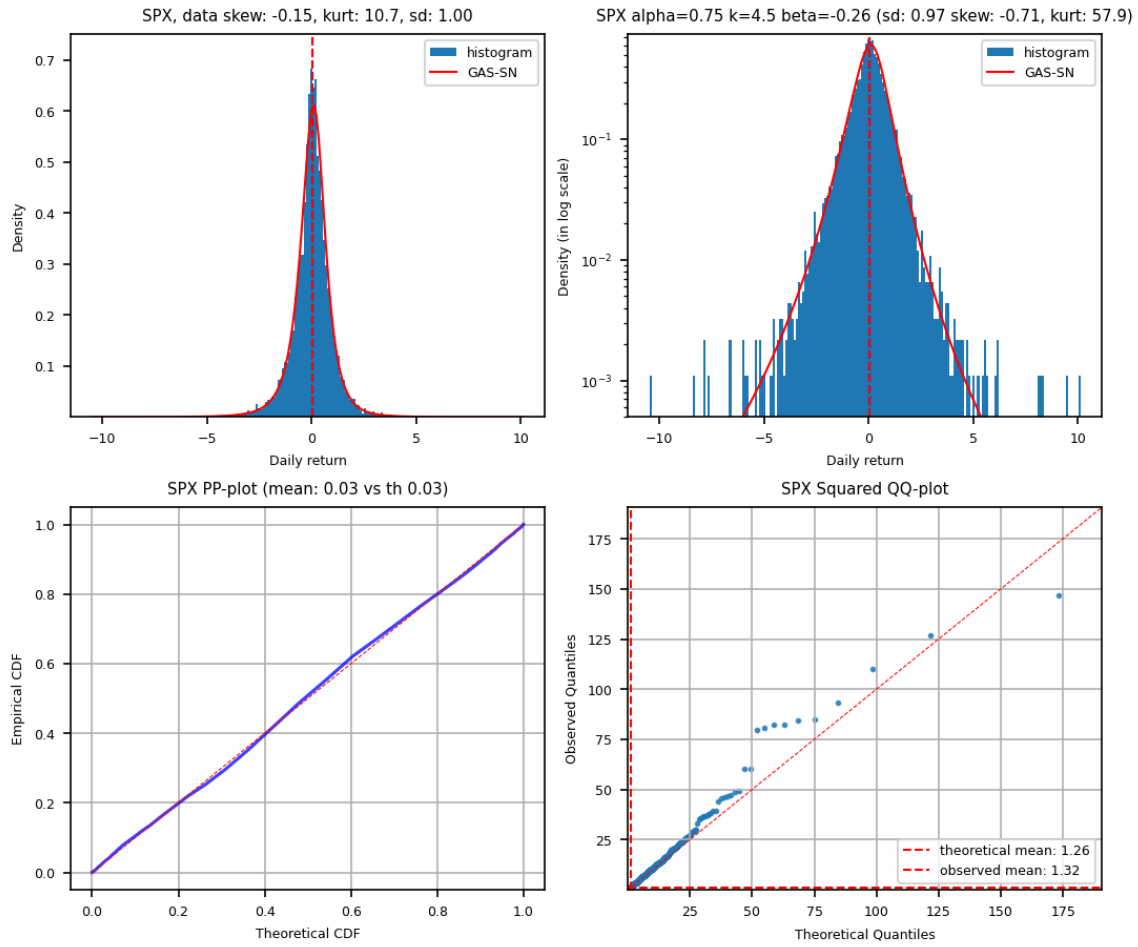 SPX, data skew: -0.15, kurt: 10.7, sd: 1.00
histogram
GAS-SN
0.7
0.6
0.5
0.4
0.3
0.2
0.1
Density
−10
−5
0
5
10
Daily return
SPX alpha=0.75 k=4.5 beta=-0.26 (sd: 0.97 skew: -0.71, kurt: 57.9)
histogram
GAS-SN
10⁻¹
10⁻²
10⁻³
Density (in log scale)
−10
−5
0
5
10
Daily return
SPX PP-plot (mean: 0.03 vs th 0.03)
1.0
0.8
0.6
0.4
0.2
0.0
Empirical CDF
0.0
0.2
0.4
0.6
0.8
1.0
Theoretical CDF
SPX Squared QQ-plot
175
150
125
100
75
50
25
Observed Quantiles
theoretical mean: 1.26
observed mean: 1.32
25
50
75
100
125
150
175
Theoretical Quantiles